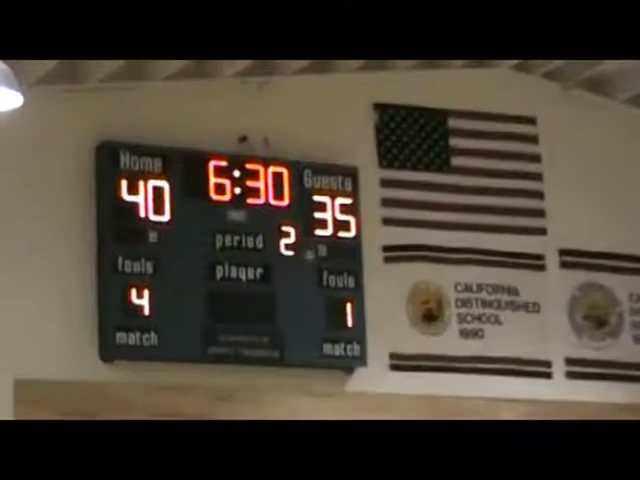 Home
6:30
Guests
40
35
period 2
player
fouls
fouls
4
1
match
match
CALIFORNIA
DISTINGUISHED
SCHOOL
1990